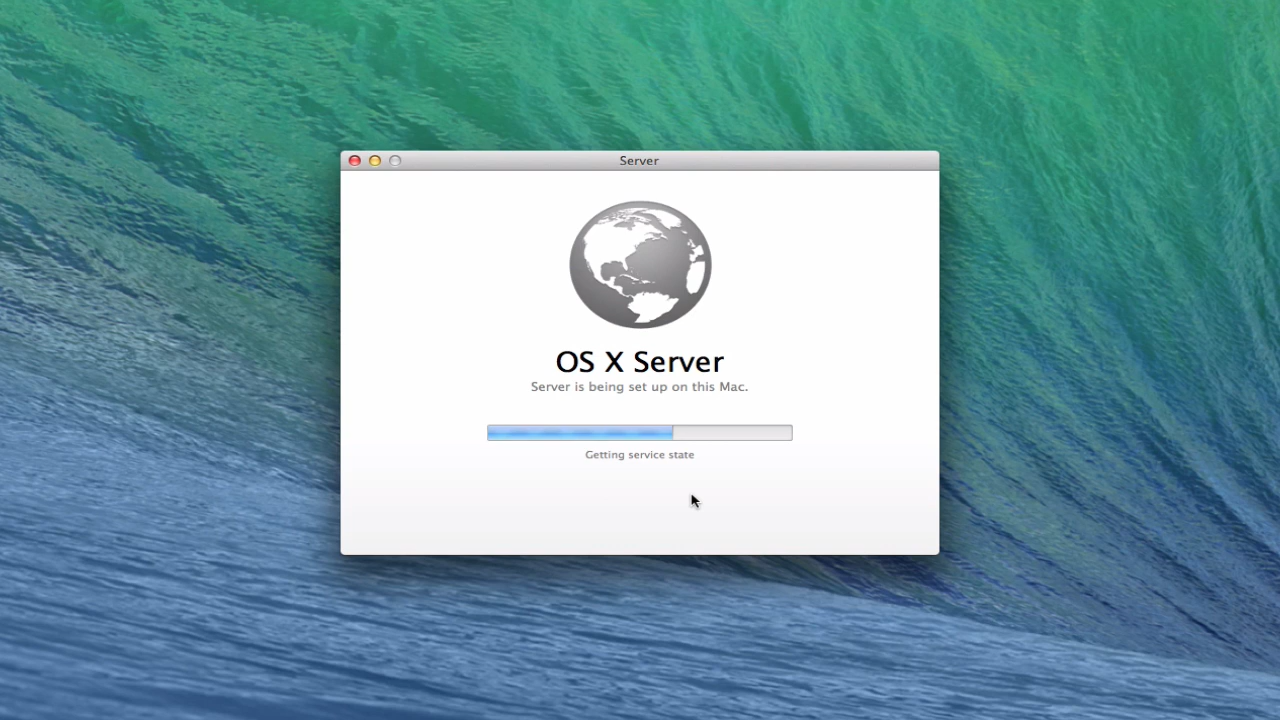 Server
OS X Server
Server is being set up on this Mac.
Getting service state